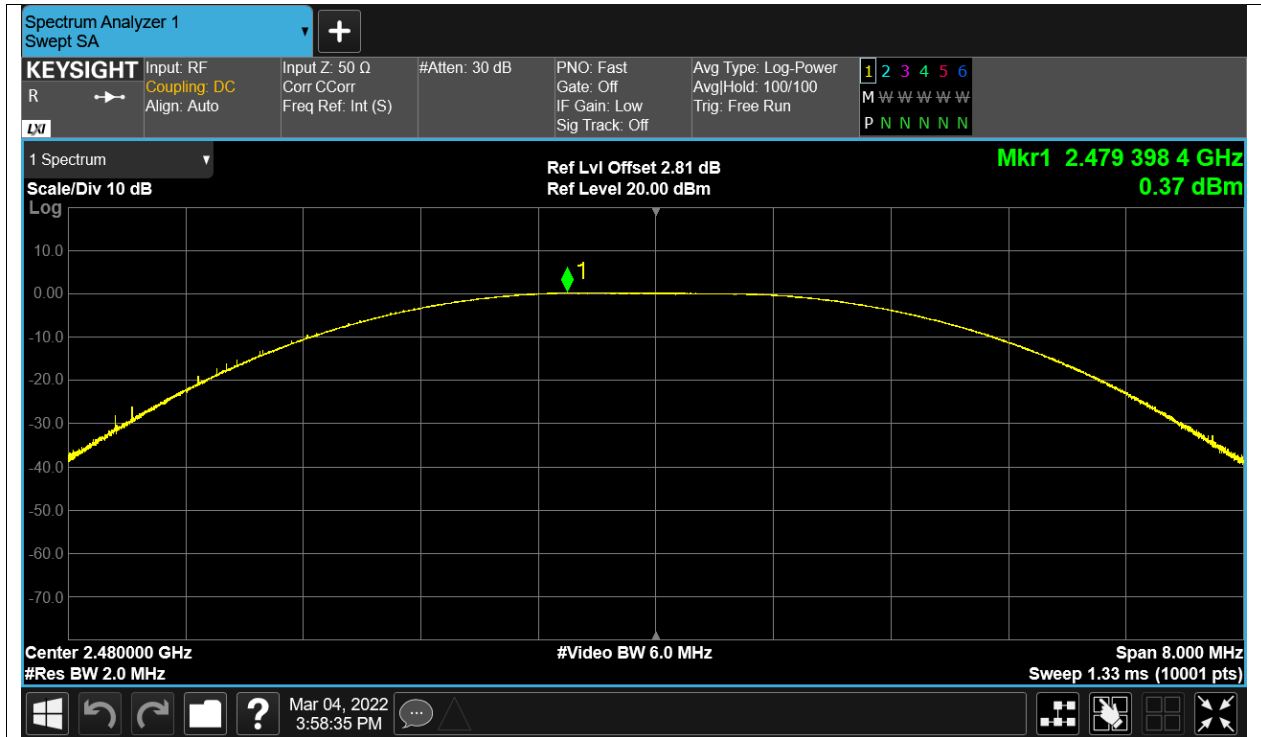 Spectrum Analyzer 1
Swept SA
+
KEYSIGHT Input: RF Input Z: 50 Ω #Atten: 30 dB PNO: Fast Avg Type: Log-Power 1 2 3 4 5 6
R Coupling: DC Corr CCorr Gate: Off Avg|Hold: 100/100 M W W W W W W
Align: Auto Freq Ref: Int (S) IF Gain: Low Trig: Free Run P N N N N N N
LXI Sig Track: Off
1 Spectrum Ref Lvl Offset 2.81 dB Mkr1 2.479 398 4 GHz
Scale/Div 10 dB Ref Level 20.00 dBm 0.37 dBm
Log
10.0
1
0.00
-10.0
-20.0
-30.0
-40.0
-50.0
-60.0
-70.0
Center 2.480000 GHz #Video BW 6.0 MHz Span 8.000 MHz
#Res BW 2.0 MHz Sweep 1.33 ms (10001 pts)
? Mar 04, 2022
3:58:35 PM